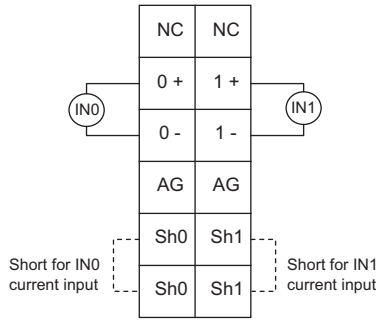 NC NC
0 + 1 +
IN0 IN1
0 - 1 -
AG AG
Sh0 Sh1
Short for IN0 Short for IN1
current input current input
Sh0 Sh1